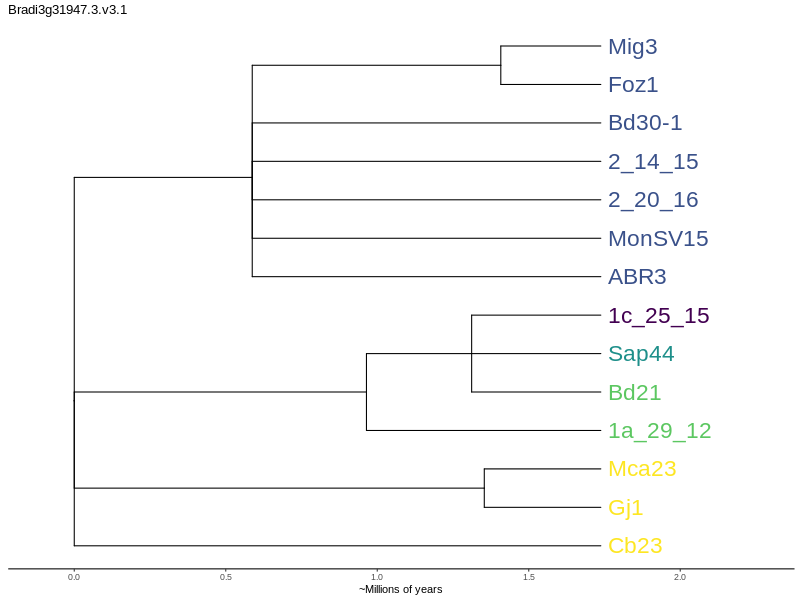 Bradi3g31947.3.v3.1
Mig3
Foz1
Bd30-1
2_14_15
2_20_16
MonSV15
ABR3
1c_25_15
Sap44
Bd21
1a_29_12
Mca23
Gj1
Cb23
0.0 0.5 1.0 1.5 2.0
~Millions of years